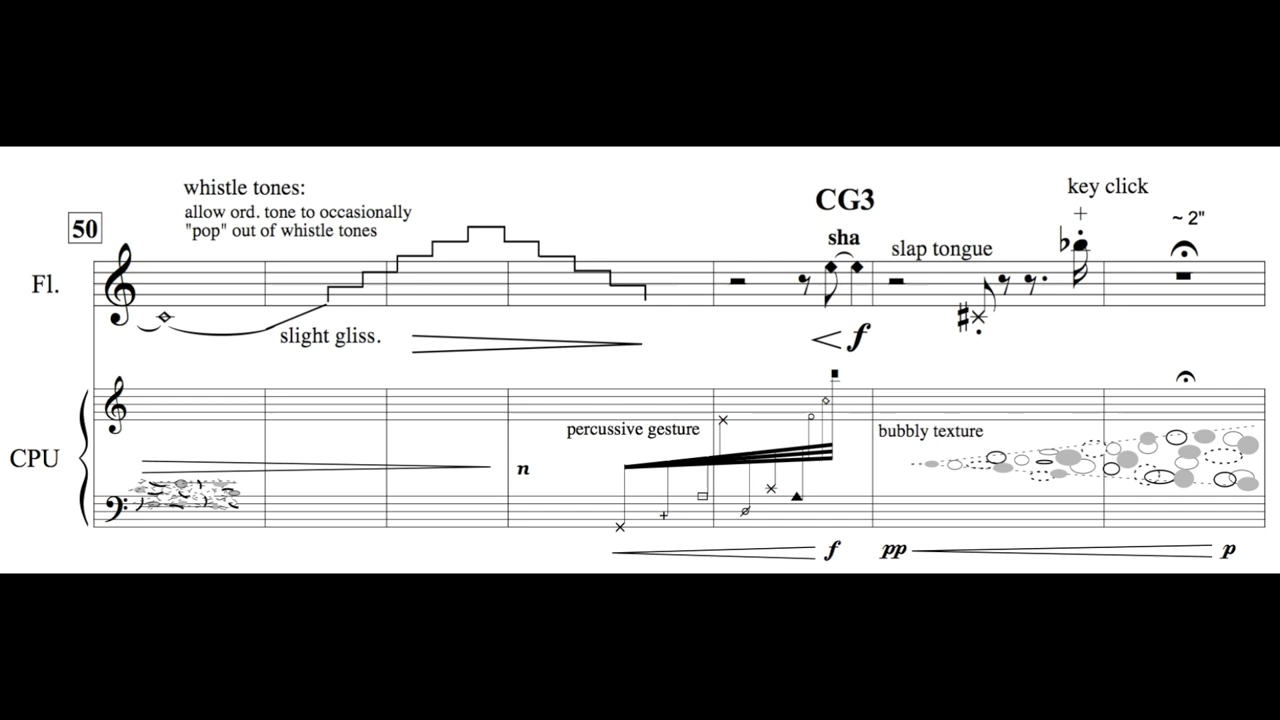 whistle tones:
allow ord. tone to occasionally
"pop" out of whistle tones
50
CG3
key click
~ 2"
sha
slap tongue
Fl.
slight gliss.
f
percussive gesture
bubbly texture
CPU
n
f
pp
p